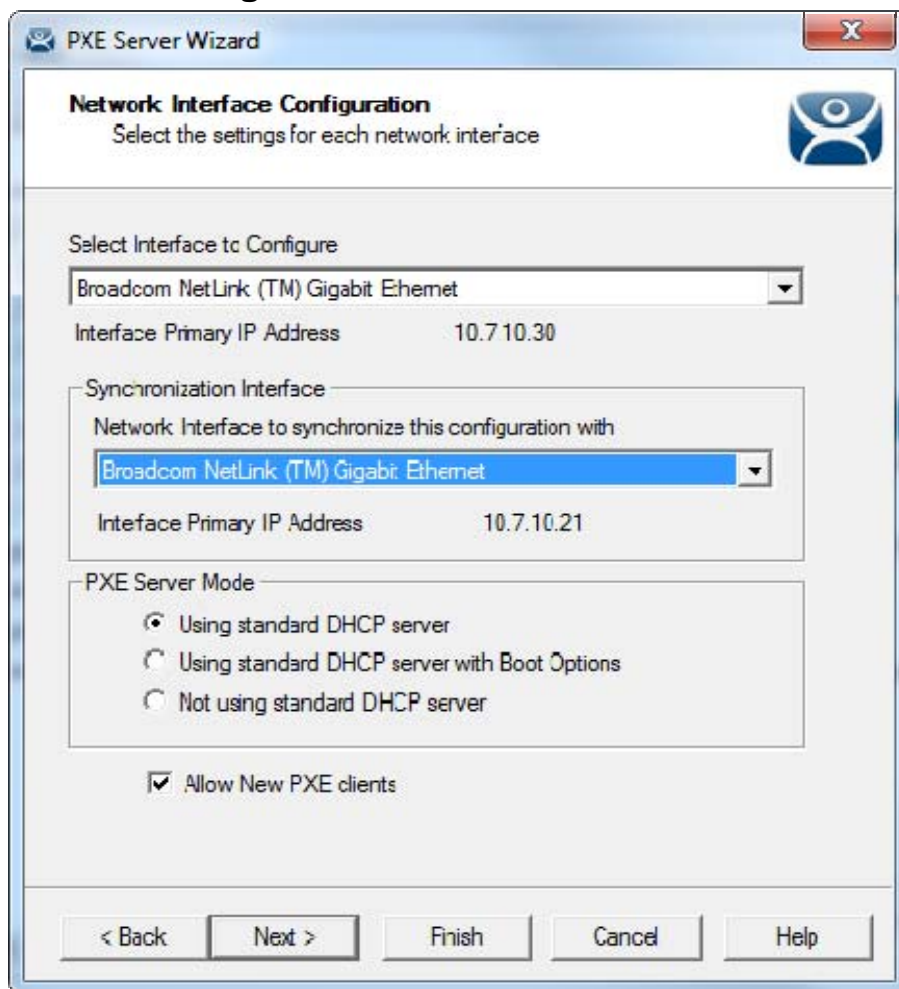 PXE Server Wizard
Network Interface Configuration
Select the settings for each network interface
Select Interface to Configure
Broadcom NetLink (TM) Gigabit Ethernet
Interface Primary IP Address 10.7.10.30
Synchronization Interface
Network Interface to synchronize this configuration with
Broadcom NetLink (TM) Gigabit Ethernet
Interface Primary IP Address 10.7.10.21
PXE Server Mode
Using standard DHCP server
Using standard DHCP server with Boot Options
Not using standard DHCP server
Allow New PXE clients
< Back Next > Finish Cancel Help